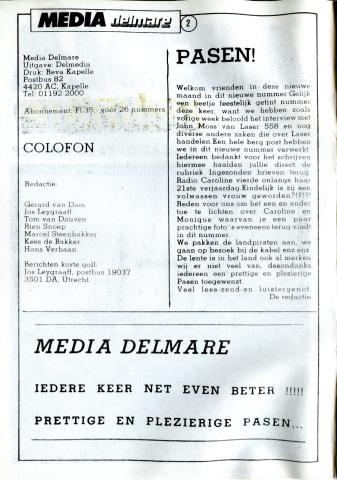 MEDIA delmare 2
Media Delmare
Uitgave: Delmedia
Druk: Reva Kapelle
Postbus 82
4420 AC, Kapelle
Tel: 01192-2000
Abonnement: Fl 35,- voor 26 nummers
COLOFON
Redactie:
Gerard van Dam
Jos Leygraaff
Tom van Dauven
Rien Snoep
Marcel Steenbakker
Kees de Bakker
Hans Verbaan
Berichten korte golf:
Jos Leygraaff, postbus 19037
3501 DA, Utrecht.
PASEN!
Welkom vrienden in deze nieuwe
maand in dit nieuwe nummer.Gelijk
een beetje feestelijk getint nummer
deze keer, want we hebben zoals
vorige week beloofd het interview met
John Moss van Laser 558 en nog
diverse andere zaken die over Laser
handelen.Een hele berg post hebben
we in dit nieuwe nummer verwerkt
Iedereen bedankt voor het schrijven
hiermee haalden jullie direct de
rubriek Ingezonden brieven terug.
Radio Caroline vierde onlangs haar
21ste verjaardag.Eindelijk is zij een
volwassen vrouw geworden?!?!?!
Reden voor ons om het een en ander
toe te lichten over Caroline en
Monique waarvan je een paar
prachtige foto's eveneens terug vindt
in dit nummer.
We pakken de landpiraten aan, we
gaan op bezoek bij de kabel enz.enz.
De lente is in het land ook al merken
wij er niet veel van, desondanks
iedereen een prettige en plezierige
Pasen toegewenst.
Veel lees-zend-en luistergenot.
De redactie.
MEDIA DELMARE
IEDERE KEER NET EVEN BETER !!!!!
PRETTIGE EN PLEZIERIGE PASEN...